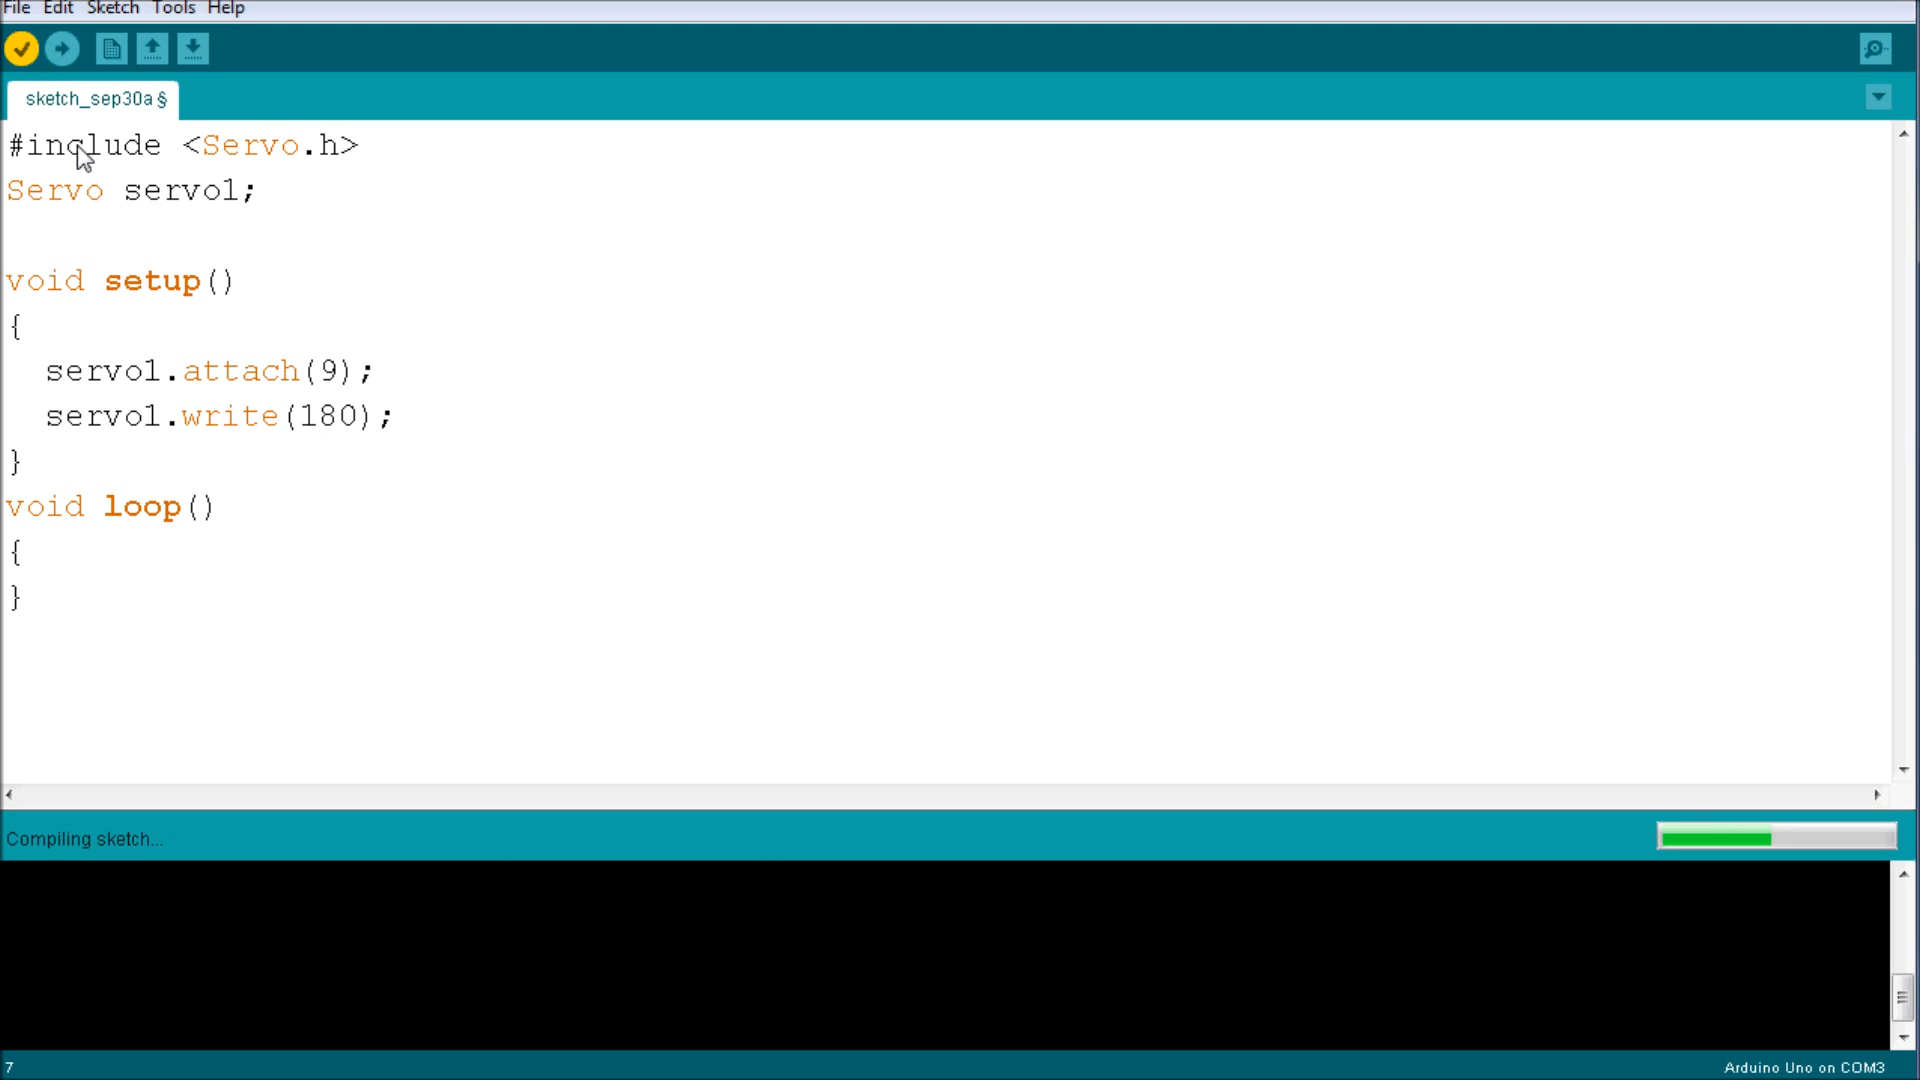 File Edit Sketch Tools Help
sketch_sep30a §
#include <Servo.h>
Servo servo1;
void setup()
{
servo1.attach(9);
servo1.write(180);
}
void loop()
{
}
Compiling sketch...
7
Arduino Uno on COM3